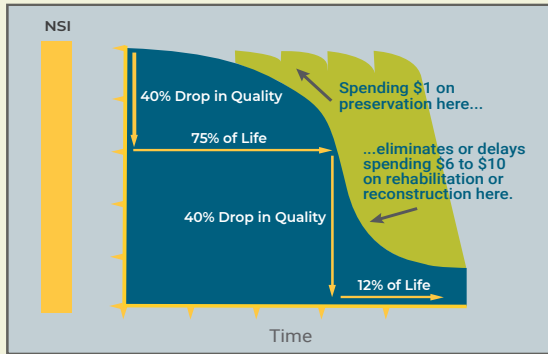 NSI
40% Drop in Quality
Spending $1 on
preservation here...
75% of Life
...eliminates or delays
spending $6 to $10
on rehabilitation or
reconstruction here.
40% Drop in Quality
12% of Life
Time